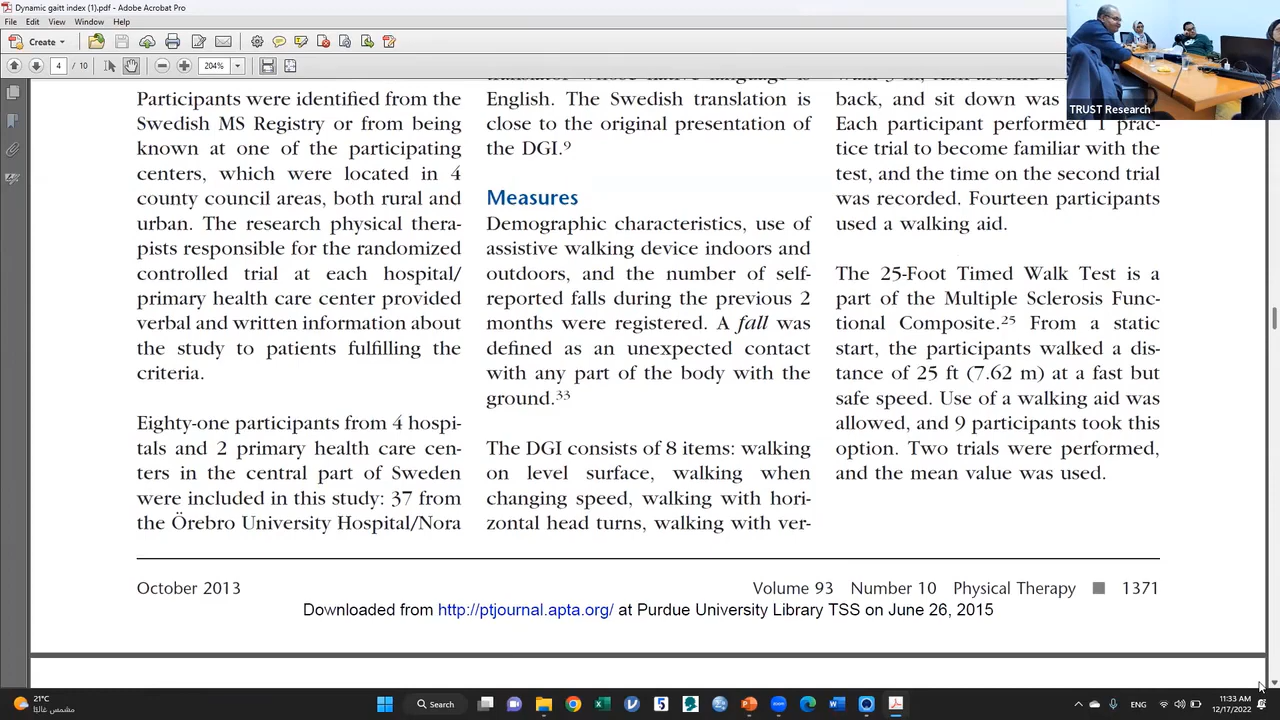 Dynamic gaitt index (1).pdf - Adobe Acrobat Pro
File Edit View Window Help
Create
4 / 10 204%
TRUST Research
Participants were identified from the
Swedish MS Registry or from being
known at one of the participating
centers, which were located in 4
county council areas, both rural and
urban. The research physical thera-
pists responsible for the randomized
controlled trial at each hospital/
primary health care center provided
verbal and written information about
the study to patients fulfilling the
criteria.
Eighty-one participants from 4 hospi-
tals and 2 primary health care cen-
ters in the central part of Sweden
were included in this study: 37 from
the Örebro University Hospital/Nora
translator whose native language is
English. The Swedish translation is
close to the original presentation of
the DGI.9
Measures
Demographic characteristics, use of
assistive walking device indoors and
outdoors, and the number of self-
reported falls during the previous 2
months were registered. A fall was
defined as an unexpected contact
with any part of the body with the
ground.33
The DGI consists of 8 items: walking
on level surface, walking when
changing speed, walking with hori-
zontal head turns, walking with ver-
walk 3 m, turn around
back, and sit down was
Each participant performed 1 prac-
tice trial to become familiar with the
test, and the time on the second trial
was recorded. Fourteen participants
used a walking aid.
The 25-Foot Timed Walk Test is a
part of the Multiple Sclerosis Func-
tional Composite.25 From a static
start, the participants walked a dis-
tance of 25 ft (7.62 m) at a fast but
safe speed. Use of a walking aid was
allowed, and 9 participants took this
option. Two trials were performed,
and the mean value was used.
October 2013
Volume 93 Number 10 Physical Therapy ■ 1371
Downloaded from http://ptjournal.apta.org/ at Purdue University Library TSS on June 26, 2015
21°C
مشمس غالبًا
Search
ENG
11:33 AM
12/17/2022